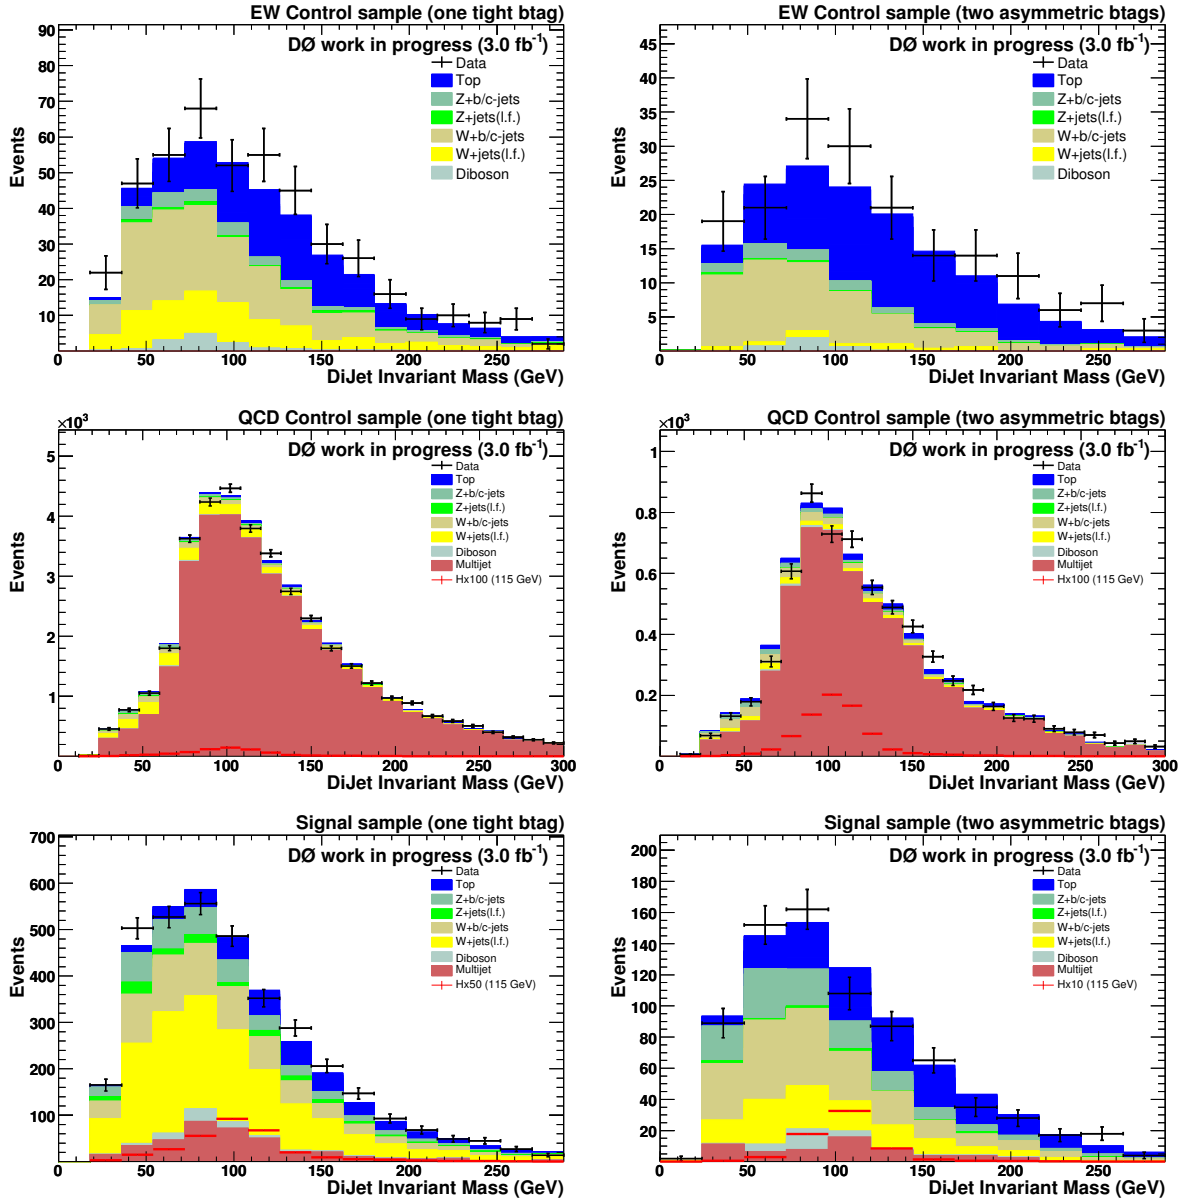 EW Control sample (one tight btag)
DØ work in progress (3.0 fb-1)
Data
Top
Z+b/c-jets
Z+jets(l.f.)
W+b/c-jets
W+jets(l.f.)
Diboson
Events
90
80
70
60
50
40
30
20
10
0 50 100 150 200 250
DiJet Invariant Mass (GeV)
EW Control sample (two asymmetric btags)
DØ work in progress (3.0 fb-1)
Data
Top
Z+b/c-jets
Z+jets(l.f.)
W+b/c-jets
W+jets(l.f.)
Diboson
Events
45
40
35
30
25
20
15
10
5
0 50 100 150 200 250
DiJet Invariant Mass (GeV)
QCD Control sample (one tight btag)
×10³
DØ work in progress (3.0 fb-1)
Data
Top
Z+b/c-jets
Z+jets(l.f.)
W+b/c-jets
W+jets(l.f.)
Diboson
Multijet
Hx100 (115 GeV)
Events
5
4
3
2
1
0 50 100 150 200 250 300
DiJet Invariant Mass (GeV)
QCD Control sample (two asymmetric btags)
×10³
DØ work in progress (3.0 fb-1)
Data
Top
Z+b/c-jets
Z+jets(l.f.)
W+b/c-jets
W+jets(l.f.)
Diboson
Multijet
Hx100 (115 GeV)
Events
1
0.8
0.6
0.4
0.2
0 50 100 150 200 250 300
DiJet Invariant Mass (GeV)
Signal sample (one tight btag)
DØ work in progress (3.0 fb-1)
Data
Top
Z+b/c-jets
Z+jets(l.f.)
W+b/c-jets
W+jets(l.f.)
Diboson
Multijet
Hx50 (115 GeV)
Events
700
600
500
400
300
200
100
0 50 100 150 200 250
DiJet Invariant Mass (GeV)
Signal sample (two asymmetric btags)
DØ work in progress (3.0 fb-1)
Data
Top
Z+b/c-jets
Z+jets(l.f.)
W+b/c-jets
W+jets(l.f.)
Diboson
Multijet
Hx10 (115 GeV)
Events
200
180
160
140
120
100
80
60
40
20
0 50 100 150 200 250
DiJet Invariant Mass (GeV)